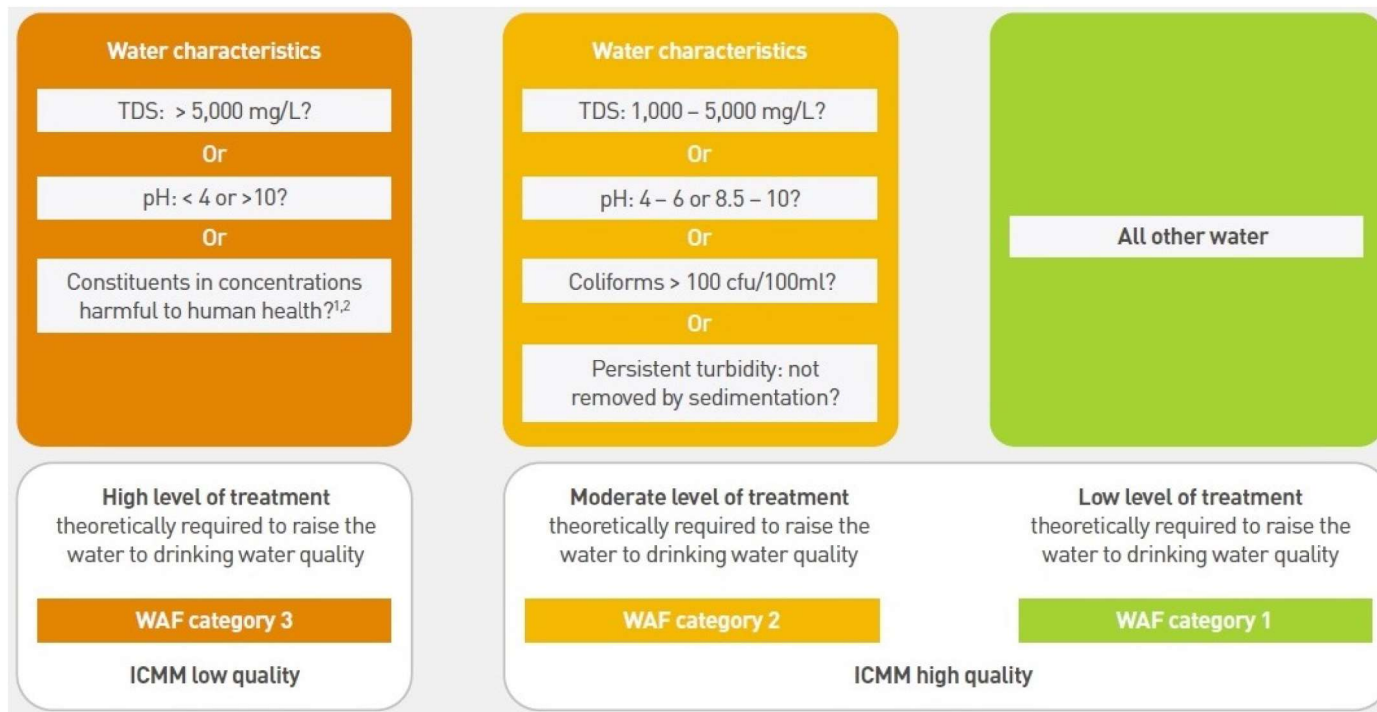 Water characteristics
TDS: > 5,000 mg/L?
Or
pH: < 4 or >10?
Or
Constituents in concentrations
harmful to human health?1,2
Water characteristics
TDS: 1,000 – 5,000 mg/L?
Or
pH: 4 – 6 or 8.5 – 10?
Or
Coliforms > 100 cfu/100ml?
Or
Persistent turbidity: not
removed by sedimentation?
All other water
High level of treatment
theoretically required to raise the
water to drinking water quality
WAF category 3
ICMM low quality
Moderate level of treatment
theoretically required to raise the
water to drinking water quality
WAF category 2
Low level of treatment
theoretically required to raise the
water to drinking water quality
WAF category 1
ICMM high quality